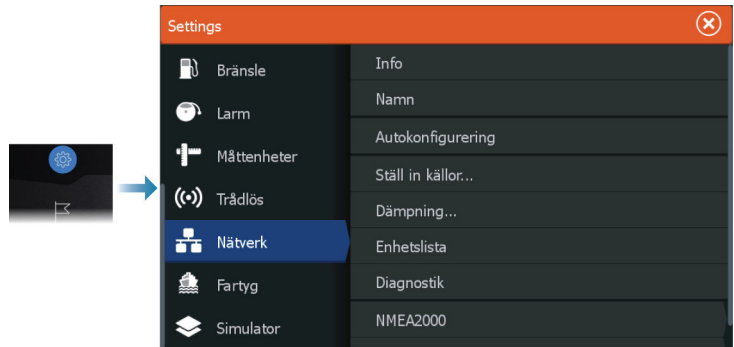 Settings
Bränsle
Larm
Måttenheter
Trådlös
Nätverk
Fartyg
Simulator
Info
Namn
Autokonfigurering
Ställ in källor...
Dämpning...
Enhetslista
Diagnostik
NMEA2000